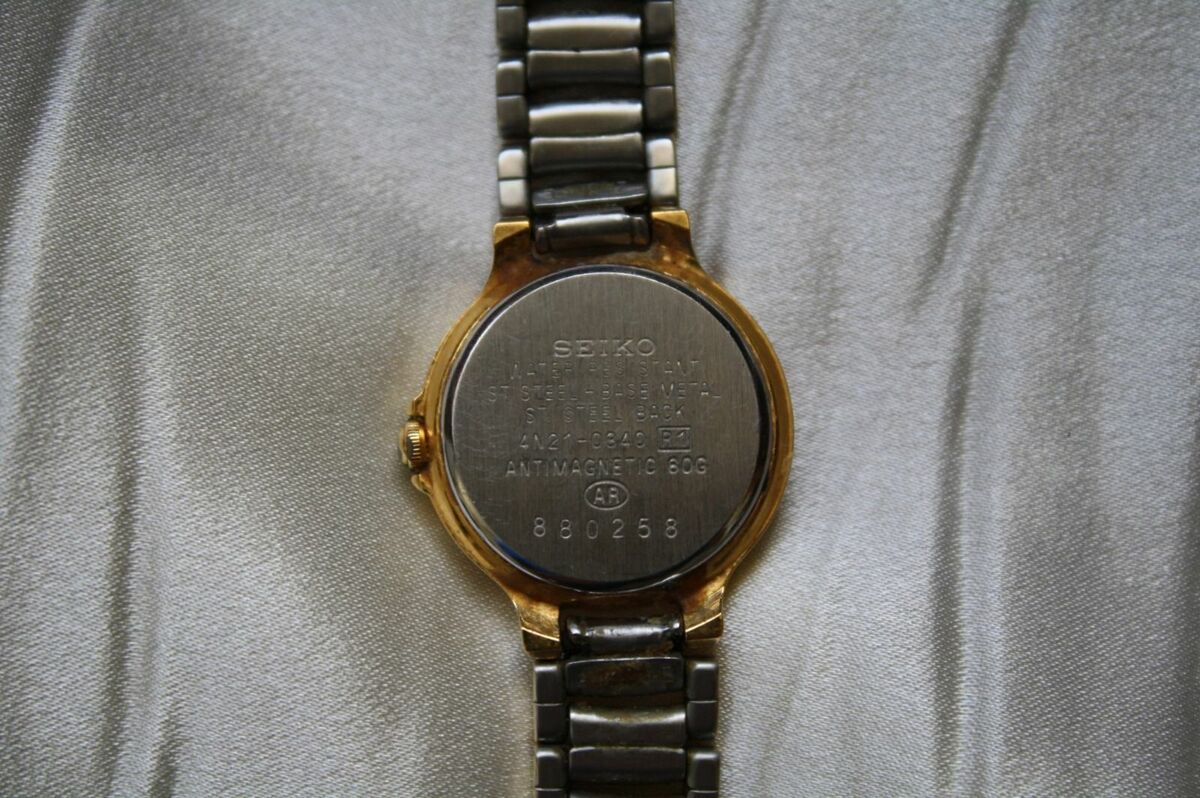 SEIKO
WATER RESISTANT
ST. STEEL + BASE METAL
ST. STEEL BACK
4N21-0340 R1
ANTIMAGNETIC 60G
AR
880258